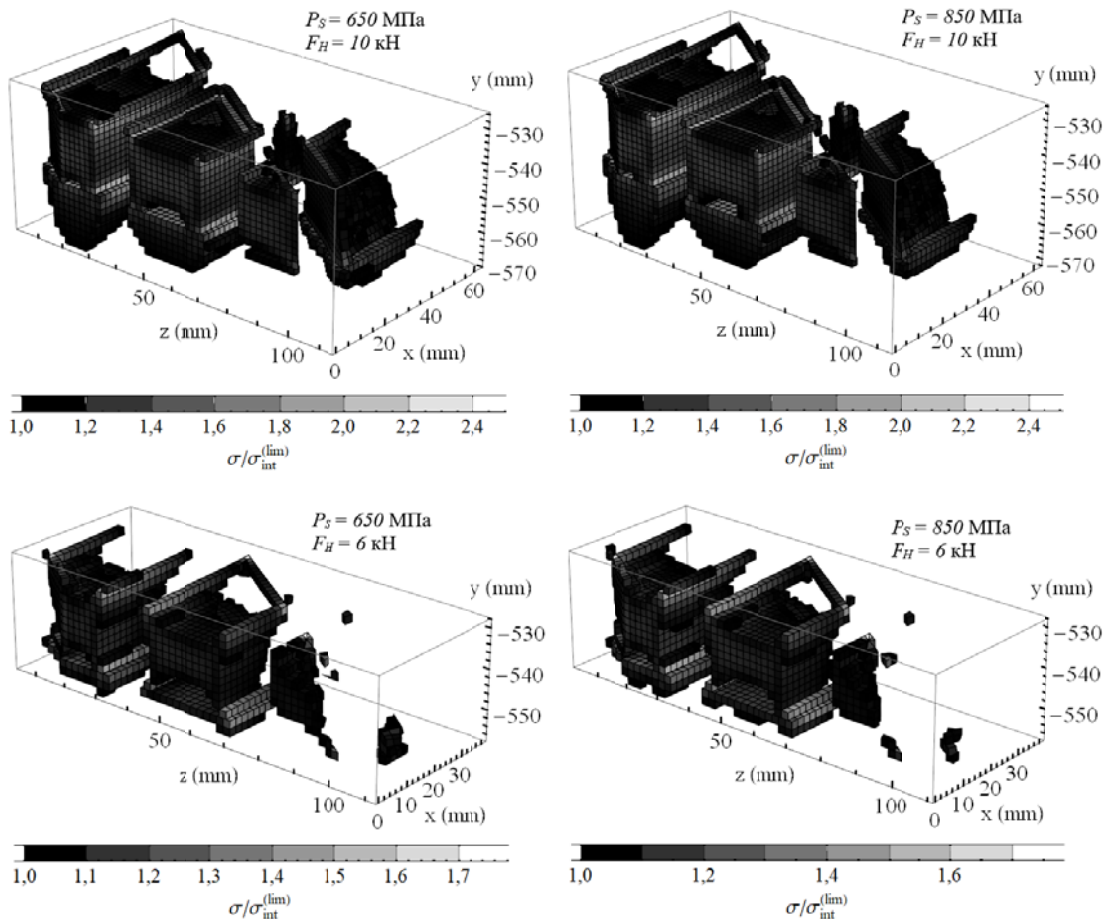 P_S = 650 МПа
F_H = 10 кН
y (mm)
−530
−540
−550
−560
−570
50
100
z (mm)
0
20
40
60
x (mm)
1,0 1,2 1,4 1,6 1,8 2,0 2,2 2,4
σ/σ_int^(lim)
P_S = 850 МПа
F_H = 10 кН
y (mm)
−530
−540
−550
−560
−570
50
100
z (mm)
0
20
40
60
x (mm)
1,0 1,2 1,4 1,6 1,8 2,0 2,2 2,4
σ/σ_int^(lim)
P_S = 650 МПа
F_H = 6 кН
y (mm)
−530
−540
−550
50
100
z (mm)
0
10
20
30
x (mm)
1,0 1,1 1,2 1,3 1,4 1,5 1,6 1,7
σ/σ_int^(lim)
P_S = 850 МПа
F_H = 6 кН
y (mm)
−530
−540
−550
50
100
z (mm)
0
10
20
30
x (mm)
1,0 1,2 1,4 1,6
σ/σ_int^(lim)